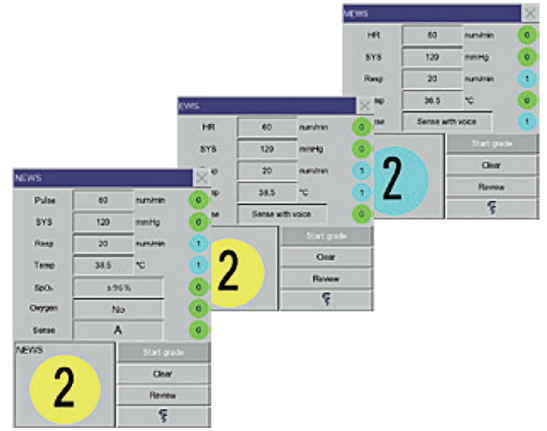 NEWS
Pulse 60 num/min 0
SYS 120 mmHg 0
Resp 20 num/min 1
Temp 38.5 °C 1
SpO₂ ≥96% 0
Oxygen No 0
Sense A 0
NEWS
2
Start grade
Clear
Review
HR 60 num/min 0
SYS 120 mmHg 0
20 num/min 1
38.5 °C 1
Sense with voice 0
2
Start grade
Clear
Review
MEWS
HR 60 num/min 0
SYS 120 mmHg 0
Resp 20 num/min 1
36.5 °C 0
Sense with voice 1
2
Start grade
Clear
Review